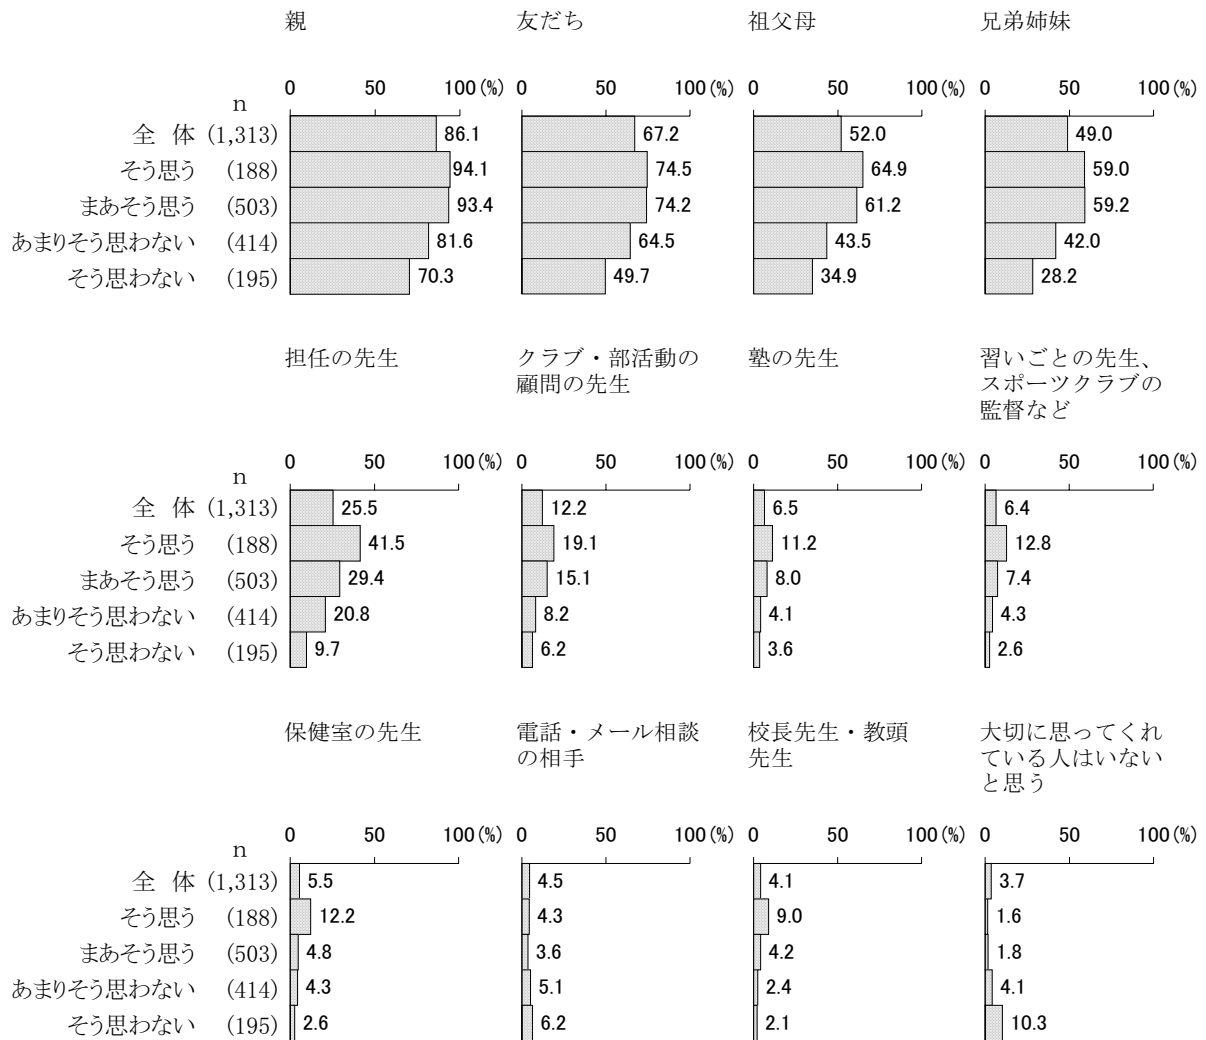 親 友だち 祖父母 兄弟姉妹
0 50 100(%) 0 50 100(%) 0 50 100(%) 0 50 100(%)
n
全 体 (1,313) 86.1 67.2 52.0 49.0
そう思う (188) 94.1 74.5 64.9 59.0
まあそう思う (503) 93.4 74.2 61.2 59.2
あまりそう思わない (414) 81.6 64.5 43.5 42.0
そう思わない (195) 70.3 49.7 34.9 28.2
担任の先生 クラブ・部活動の 塾の先生 習いごとの先生、
顧問の先生 スポーツクラブの
監督など
0 50 100(%) 0 50 100(%) 0 50 100(%) 0 50 100(%)
n
全 体 (1,313) 25.5 12.2 6.5 6.4
そう思う (188) 41.5 19.1 11.2 12.8
まあそう思う (503) 29.4 15.1 8.0 7.4
あまりそう思わない (414) 20.8 8.2 4.1 4.3
そう思わない (195) 9.7 6.2 3.6 2.6
保健室の先生 電話・メール相談 校長先生・教頭 大切に思ってくれ
の相手 先生 ている人はいない
と思う
0 50 100(%) 0 50 100(%) 0 50 100(%) 0 50 100(%)
n
全 体 (1,313) 5.5 4.5 4.1 3.7
そう思う (188) 12.2 4.3 9.0 1.6
まあそう思う (503) 4.8 3.6 4.2 1.8
あまりそう思わない (414) 4.3 5.1 2.4 4.1
そう思わない (195) 2.6 6.2 2.1 10.3